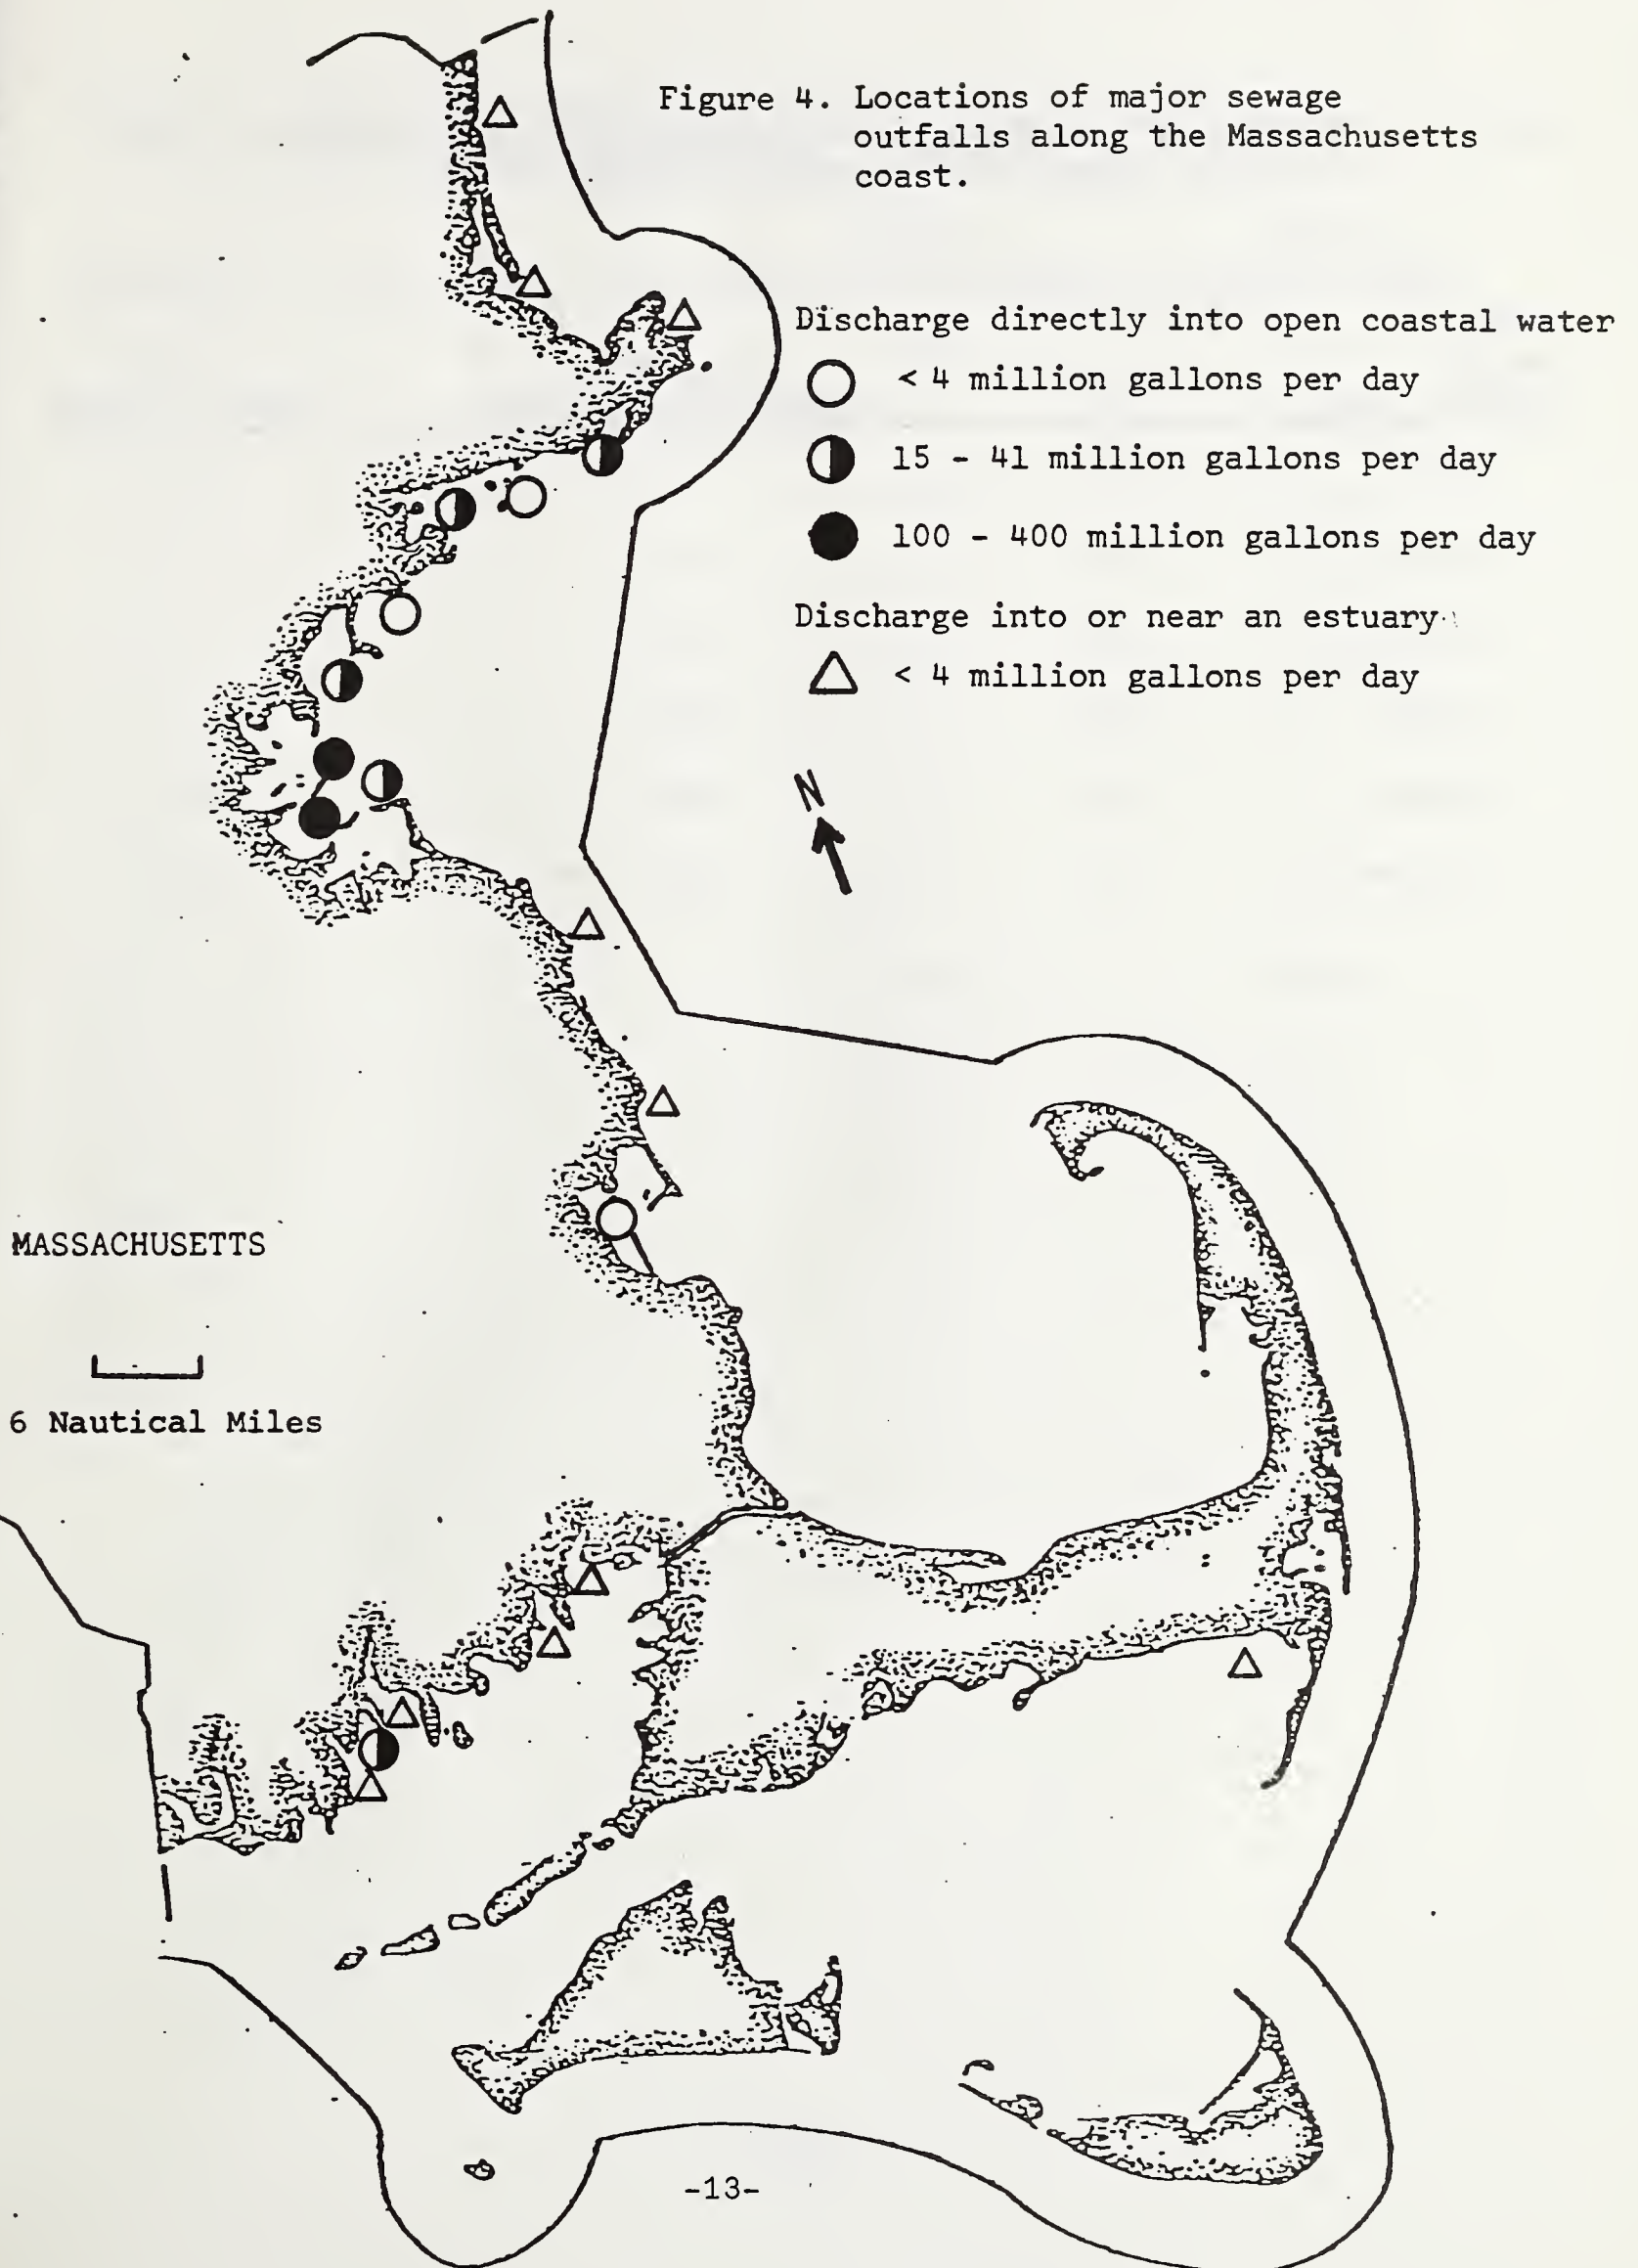 Figure 4. Locations of major sewage
outfalls along the Massachusetts
coast.
Discharge directly into open coastal water
< 4 million gallons per day
15 - 41 million gallons per day
100 - 400 million gallons per day
Discharge into or near an estuary
< 4 million gallons per day
N
MASSACHUSETTS
6 Nautical Miles
-13-